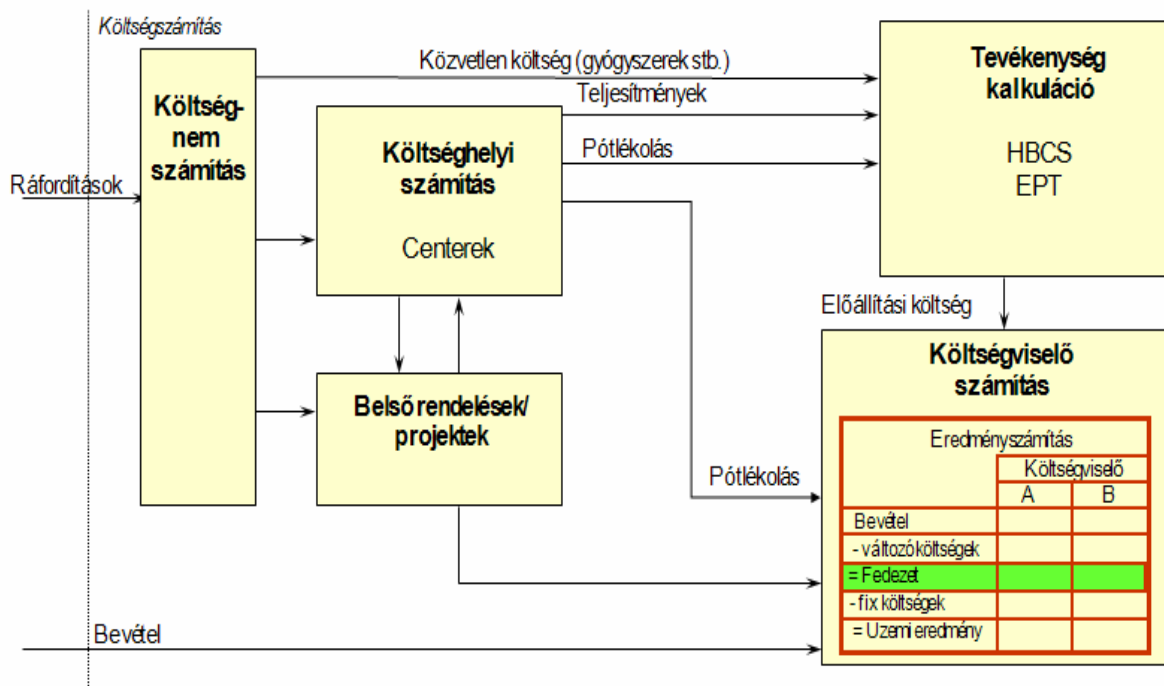 Költségszámítás
Költség-
nem
számítás
Ráfordítások
Közvetlen költség (gyógyszerek stb.)
Teljesítmények
Pótlékolás
Költséghelyi
számítás
Centerek
Belső rendelések/
projektek
Tevékenység
kalkuláció
HBCS
EPT
Előállítási költség
Költségviselő
számítás
Pótlékolás
Eredményszámítás
Költségviselő
A B
Bevétel
- változó költségek
= Fedezet
- fix költségek
= Uzemi eredmény
Bevétel